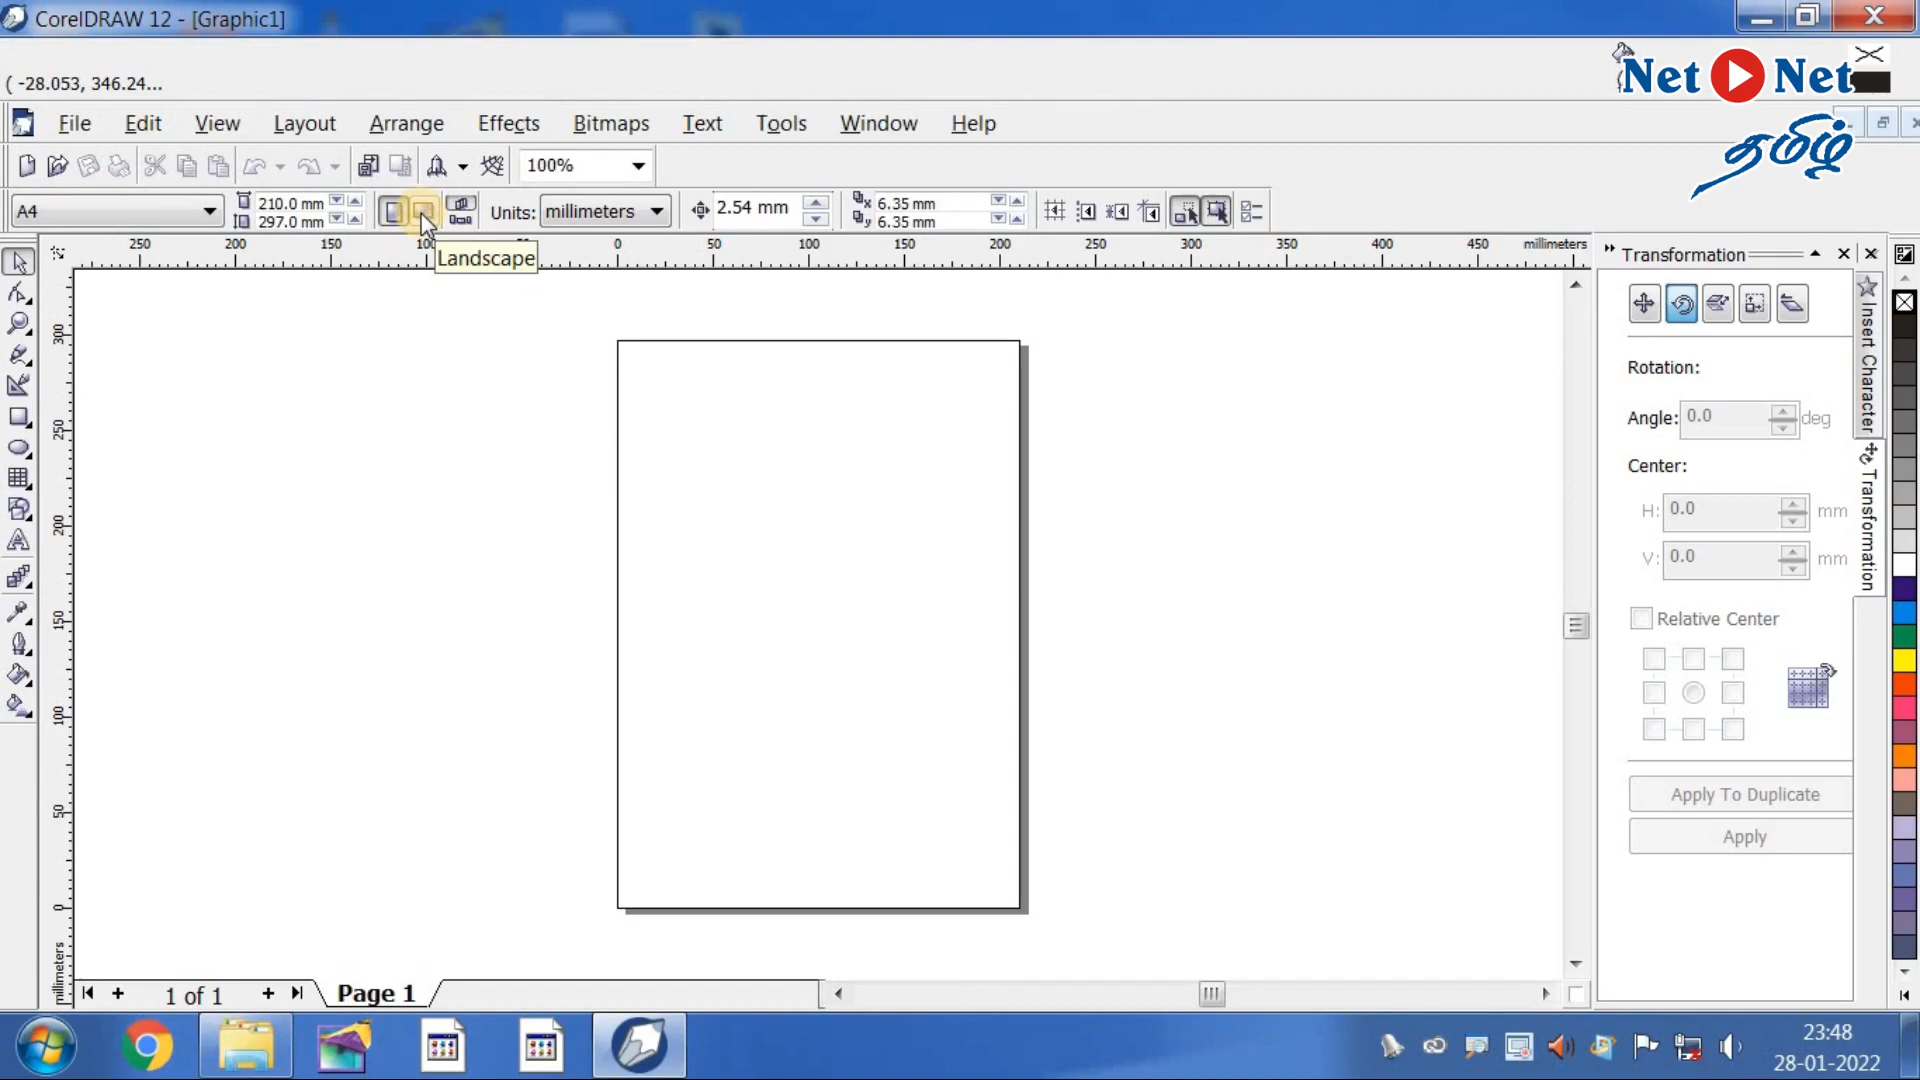 CorelDRAW 12 - [Graphic1]
( -28.053, 346.24...
Net Net
தமிழ்
File Edit View Layout Arrange Effects Bitmaps Text Tools Window Help
100%
A4
210.0 mm
297.0 mm
Units: millimeters
2.54 mm
6.35 mm
6.35 mm
Landscape
250 200 150 100 50 0 50 100 150 200 250 300 350 400 450 millimeters
300
250
200
150
100
50
0
millimeters
Transformation
Rotation:
Angle: 0.0 deg
Center:
H: 0.0 mm
V: 0.0 mm
Relative Center
Apply To Duplicate
Apply
Insert Character
Transformation
1 of 1
Page 1
23:48
28-01-2022